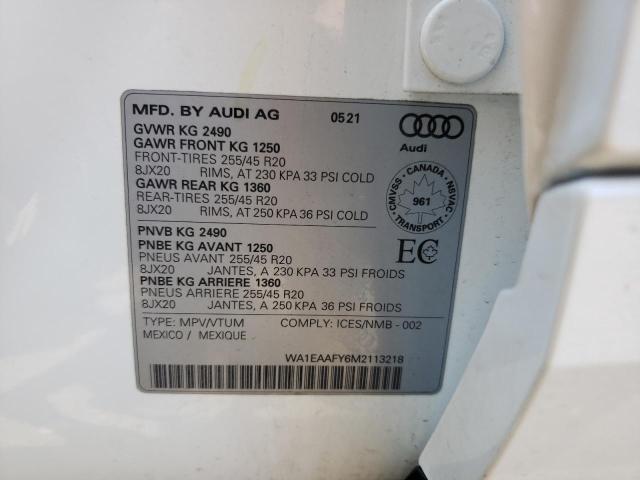 MFD. BY AUDI AG 0521
GVWR KG 2490
GAWR FRONT KG 1250
FRONT-TIRES 255/45 R20
8JX20 RIMS, AT 230 KPA 33 PSI COLD
GAWR REAR KG 1360
REAR-TIRES 255/45 R20
8JX20 RIMS, AT 250 KPA 36 PSI COLD
Audi
CMVSS - CANADA - NSVAC
961
TRANSPORT
PNVB KG 2490
PNBE KG AVANT 1250
PNEUS AVANT 255/45 R20
8JX20 JANTES, A 230 KPA 33 PSI FROIDS
PNBE KG ARRIERE 1360
PNEUS ARRIERE 255/45 R20
8JX20 JANTES, A 250 KPA 36 PSI FROIDS
EC
TYPE: MPV/VTUM COMPLY: ICES/NMB - 002
MEXICO / MEXIQUE
WA1EAAFY6M2113218